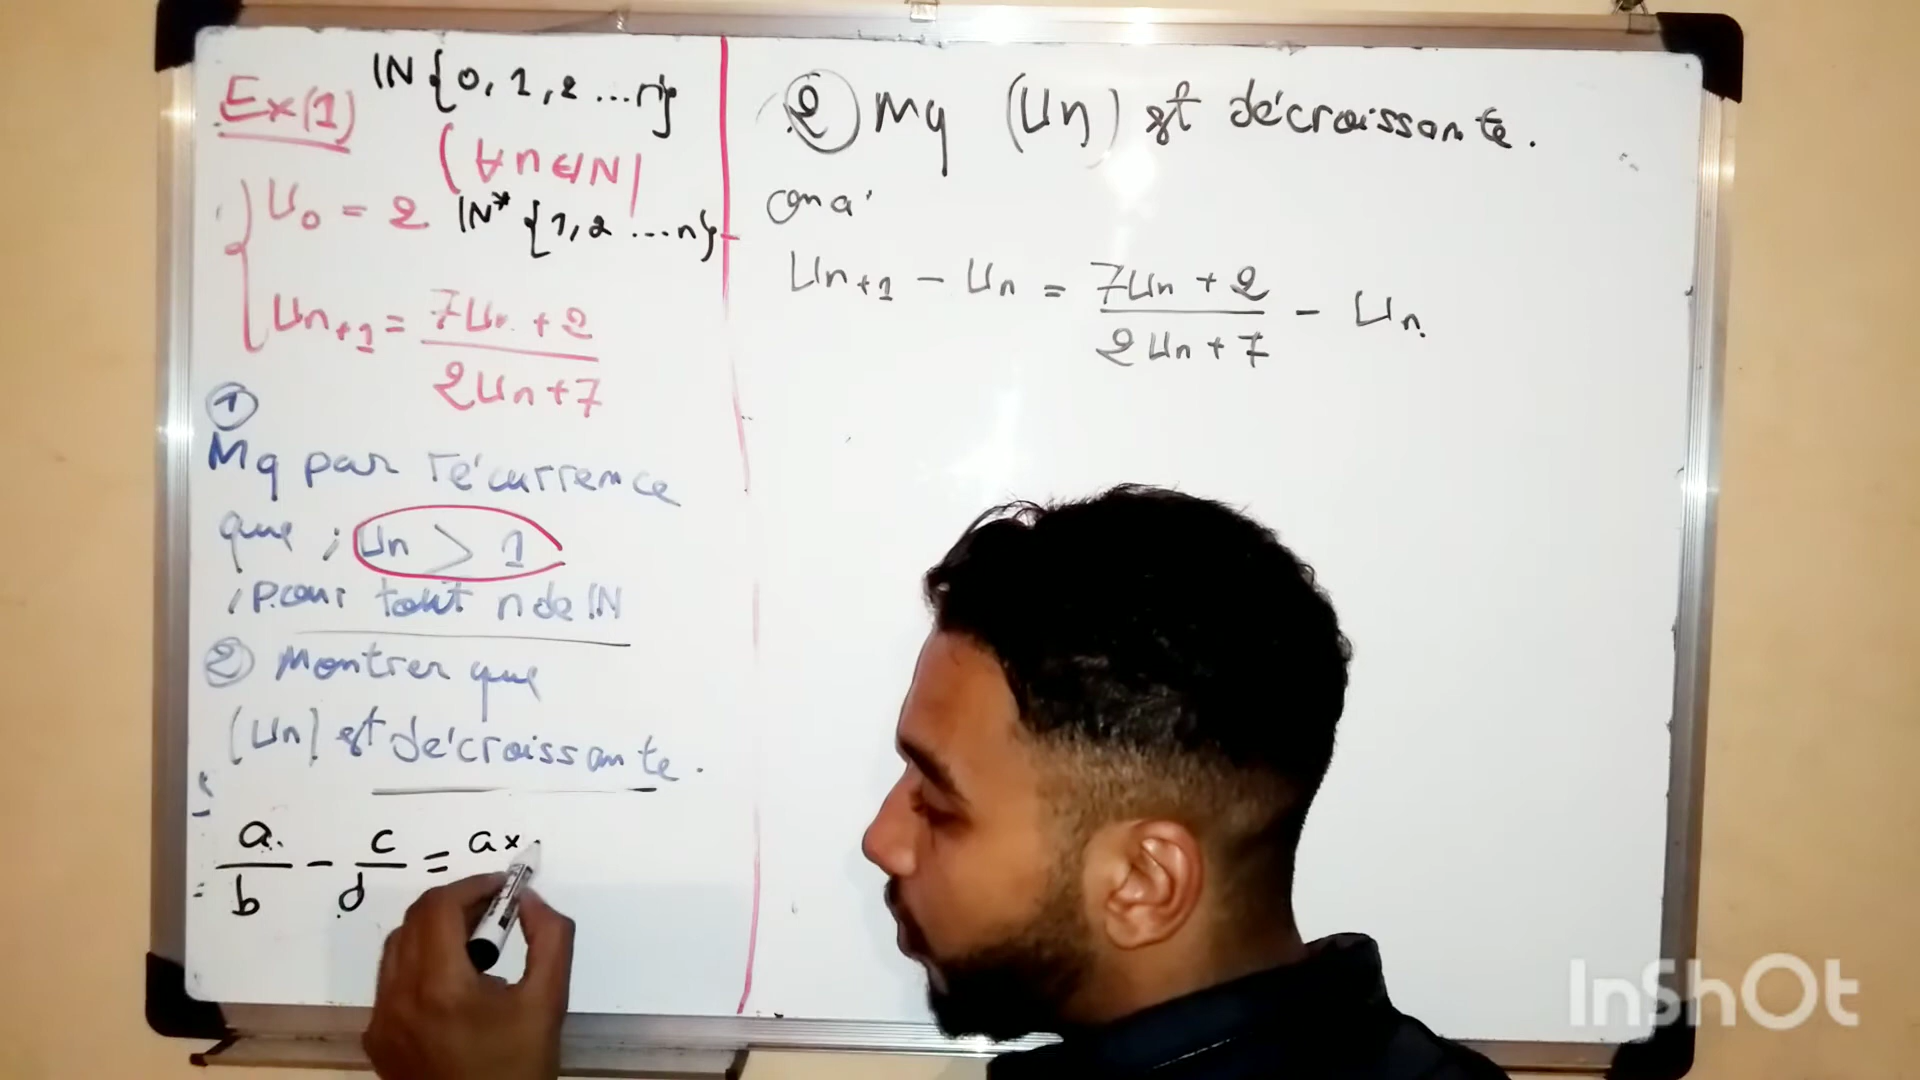 Ex(1) IN{0,1,2...n}
(∀n∈IN)
U0 = 2 IN* {1,2...n}
Un+1 = 7Un + 2 / 2Un+7
①
Mq par récurrence
que ; Un > 1
; pour tout n de IN
② Montrer que
(Un) est décroissante.
a/b - c/d = ax
② Mq (Un) est décroissante.
on a:
Un+1 - Un = 7Un + 2 / 2Un + 7 - Un
InShOt